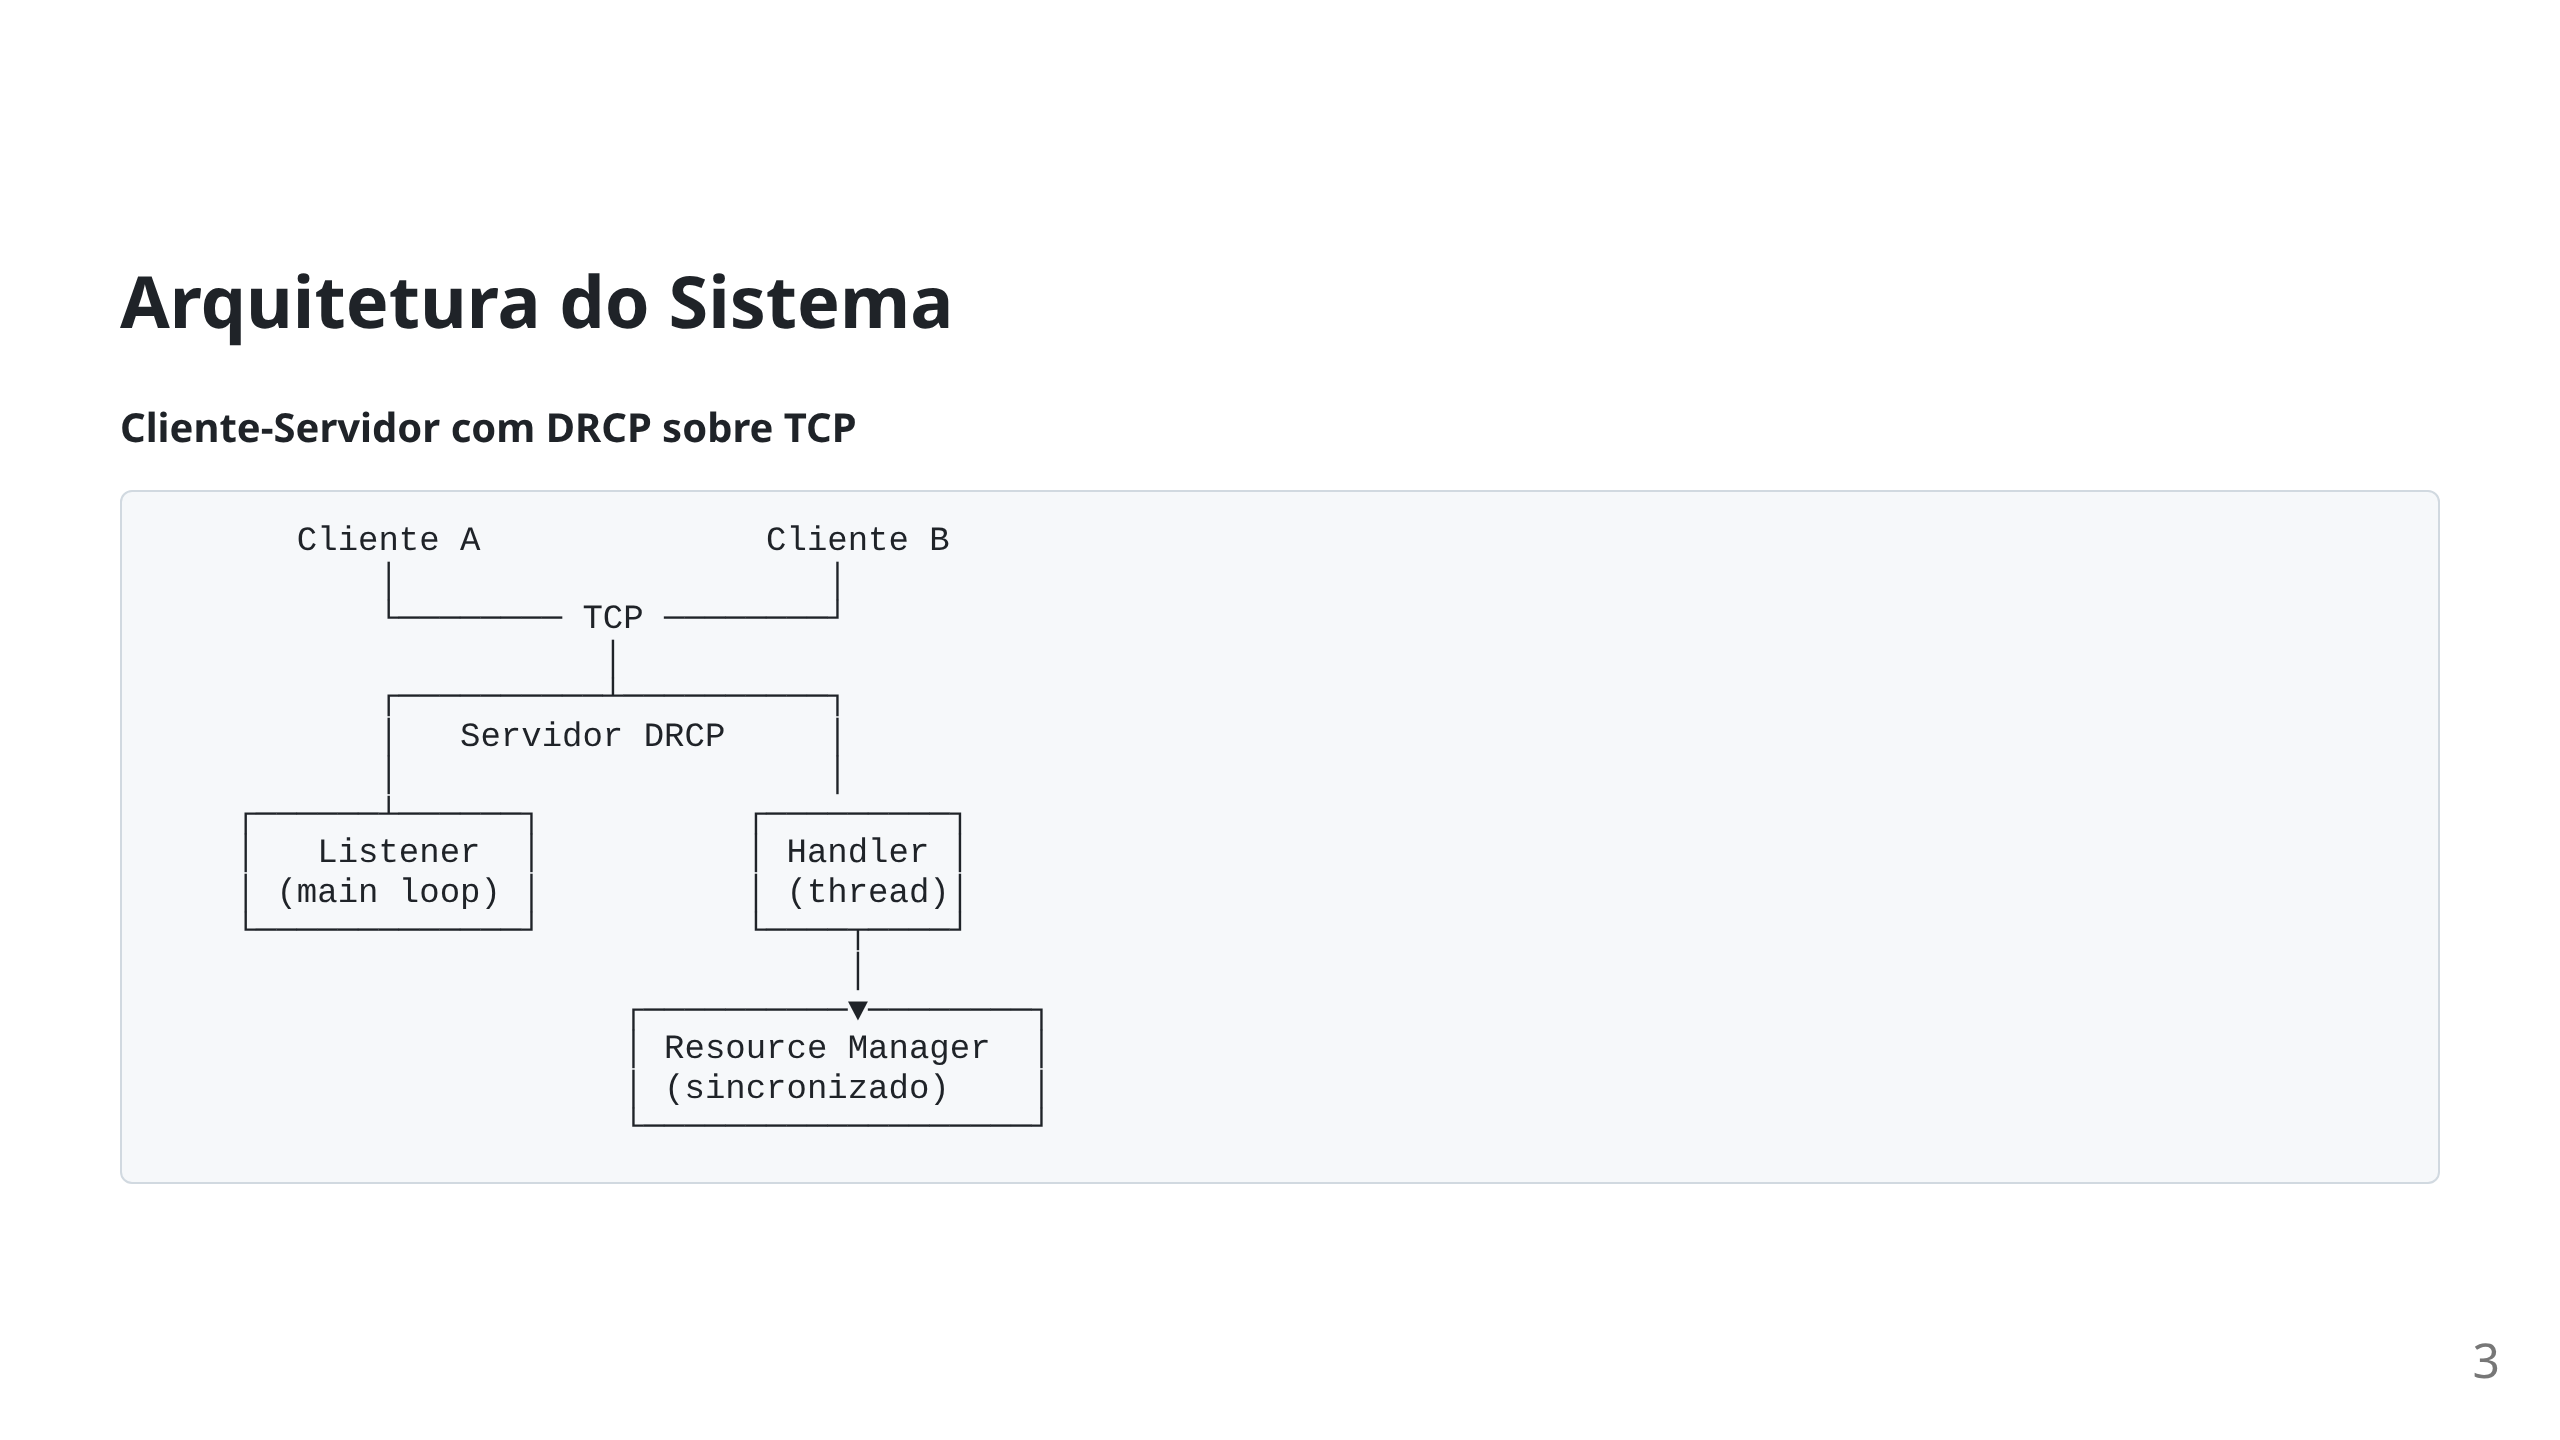 Arquitetura do Sistema
Cliente-Servidor com DRCP sobre TCP
Cliente A Cliente B
TCP
Servidor DRCP
Listener Handler
(main loop) (thread)
Resource Manager
(sincronizado)
3